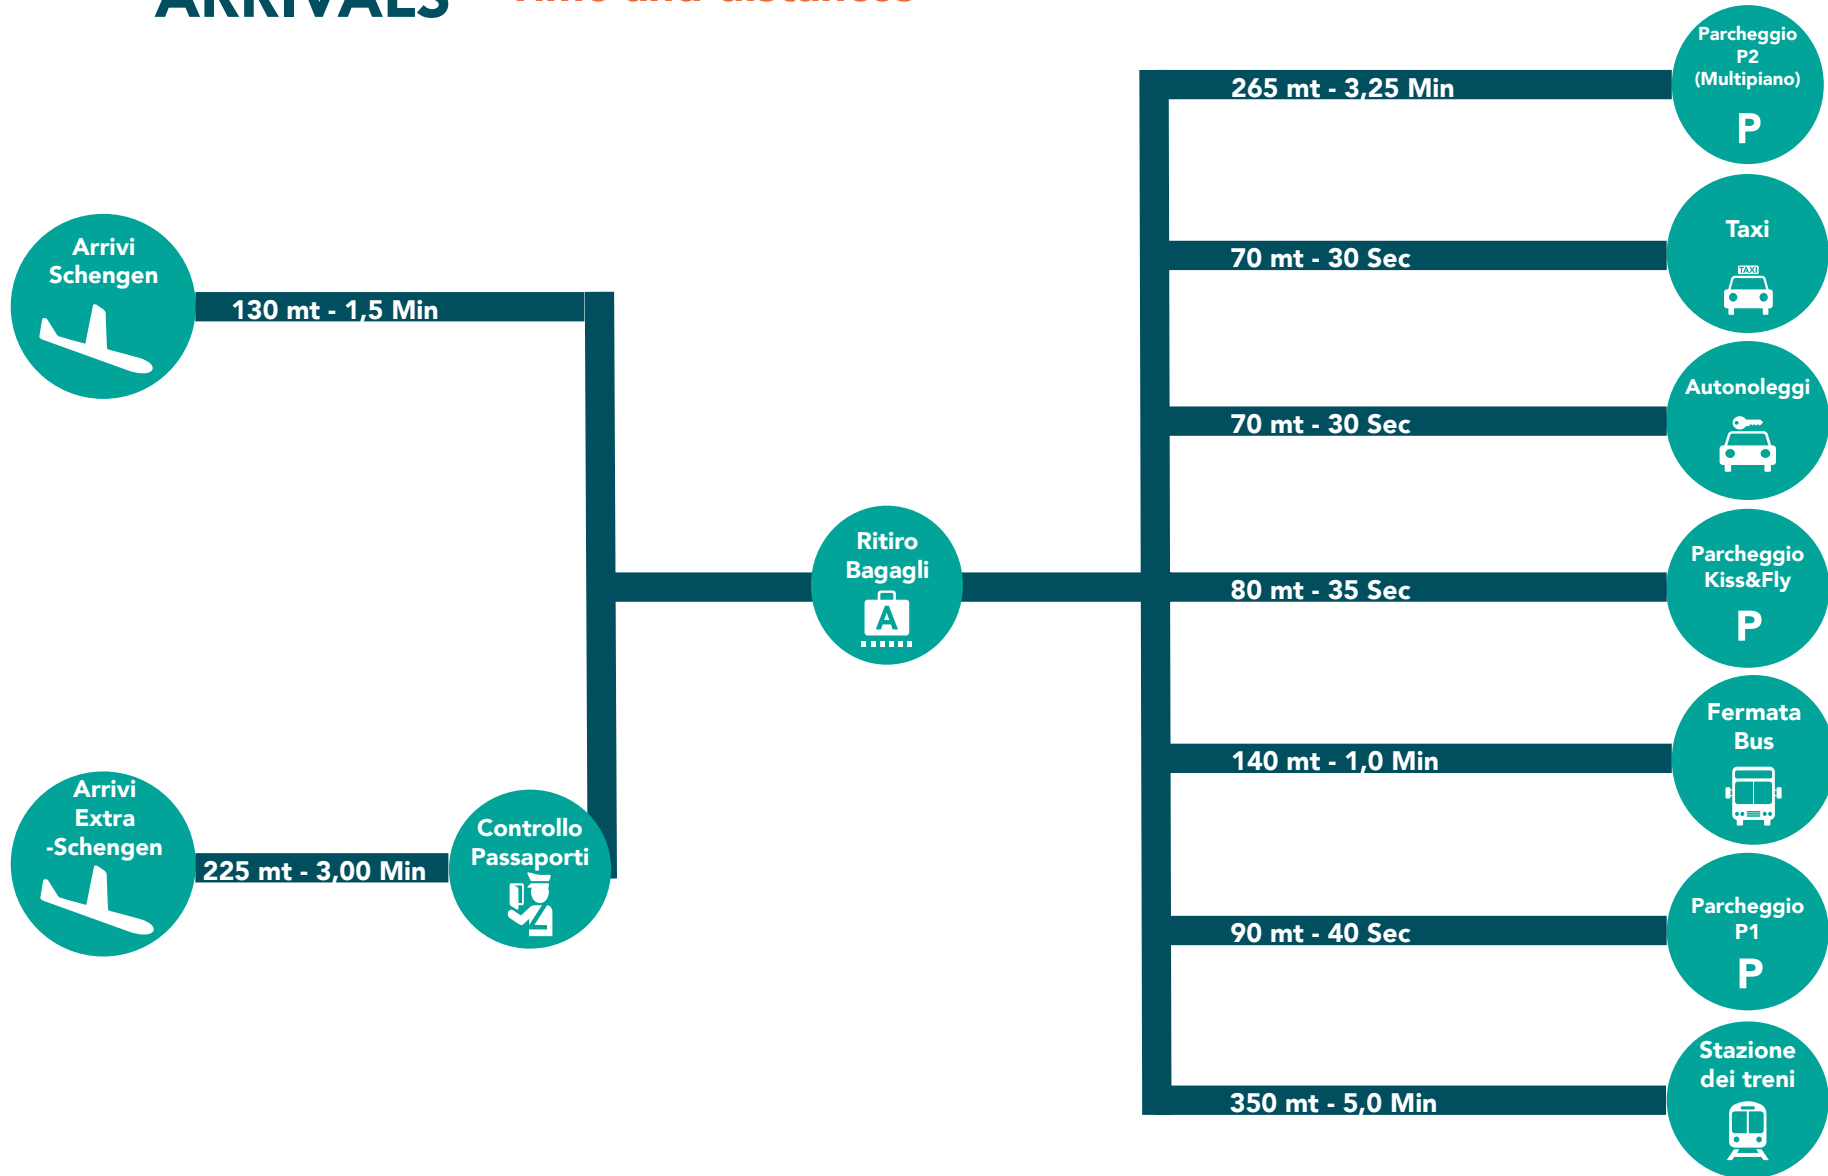 ARRIVALS
Time and distances
Parcheggio
P2
(Multipiano)
P
265 mt - 3,25 Min
Taxi
TAXI
70 mt - 30 Sec
Arrivi
Schengen
130 mt - 1,5 Min
Autonoleggi
70 mt - 30 Sec
Ritiro
Bagagli
A
Parcheggio
Kiss&Fly
P
80 mt - 35 Sec
Fermata
Bus
140 mt - 1,0 Min
Arrivi
Extra
-Schengen
225 mt - 3,00 Min
Controllo
Passaporti
Parcheggio
P1
P
90 mt - 40 Sec
Stazione
dei treni
350 mt - 5,0 Min